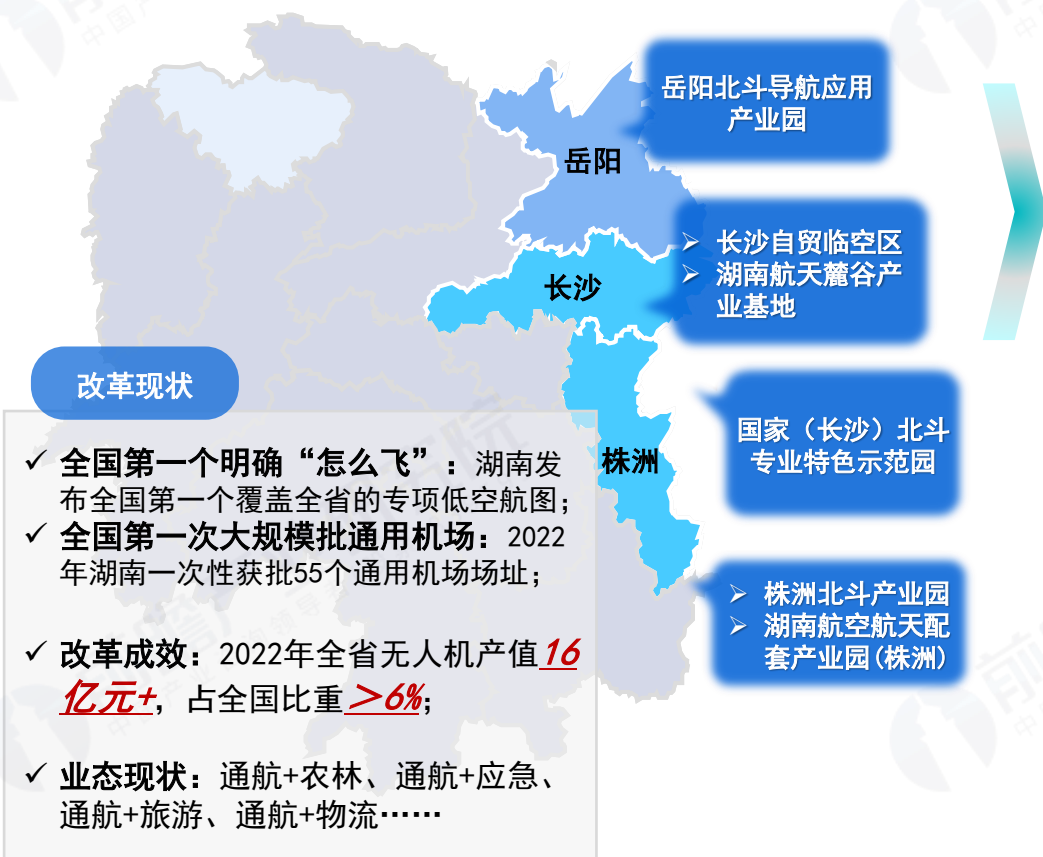 岳阳北斗导航应用
产业园
岳阳
➢ 长沙自贸临空区
➢ 湖南航天麓谷产
业基地
长沙
改革现状
国家（长沙）北斗
专业特色示范园
株洲
✓ 全国第一个明确“怎么飞”：湖南发
布全国第一个覆盖全省的专项低空航图；
✓ 全国第一次大规模批通用机场：2022
年湖南一次性获批55个通用机场场址；
➢ 株洲北斗产业园
➢ 湖南航空航天配
套产业园(株洲)
✓ 改革成效：2022年全省无人机产值16
亿元+，占全国比重＞6%；
✓ 业态现状：通航+农林、通航+应急、
通航+旅游、通航+物流……